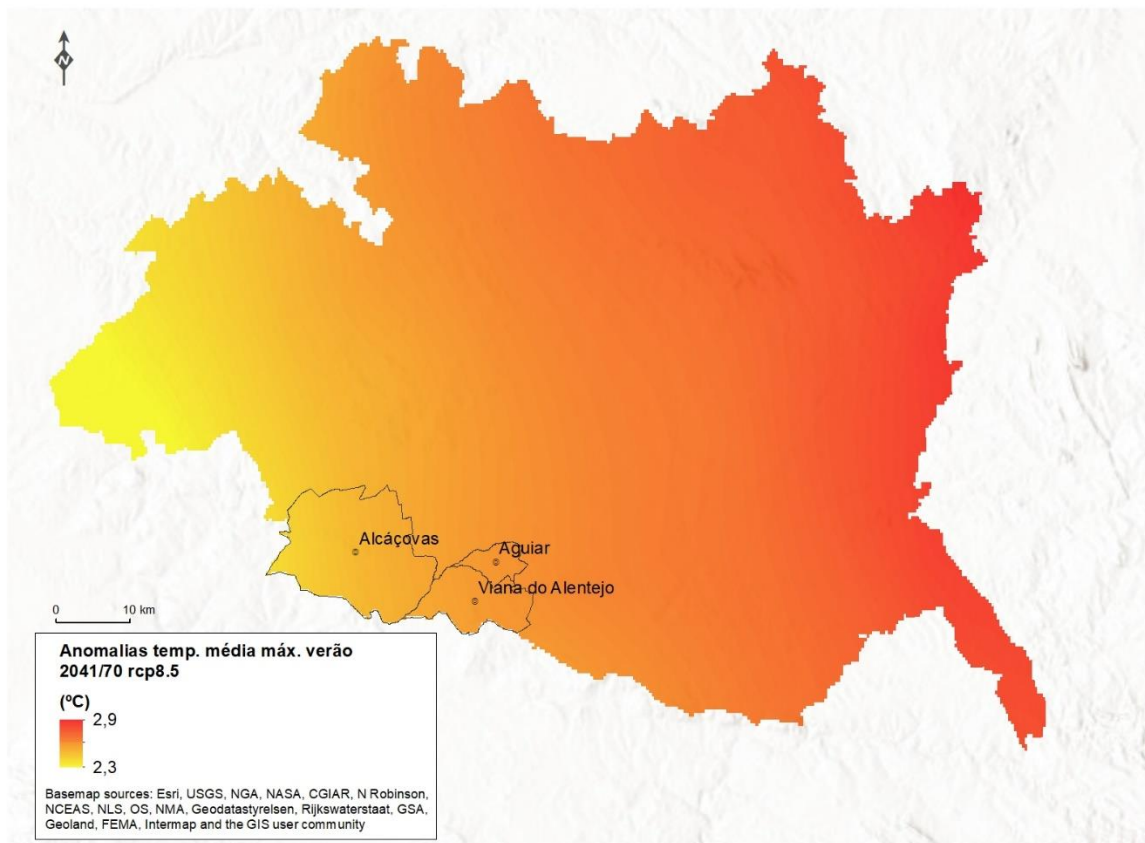 N
Alcáçovas
Aguiar
Viana do Alentejo
0 10 km
Anomalias temp. média máx. verão
2041/70 rcp8.5
(ºC)
2,9
2,3
Basemap sources: Esri, USGS, NGA, NASA, CGIAR, N Robinson,
NCEAS, NLS, OS, NMA, Geodatastyrelsen, Rijkswaterstaat, GSA,
Geoland, FEMA, Intermap and the GIS user community